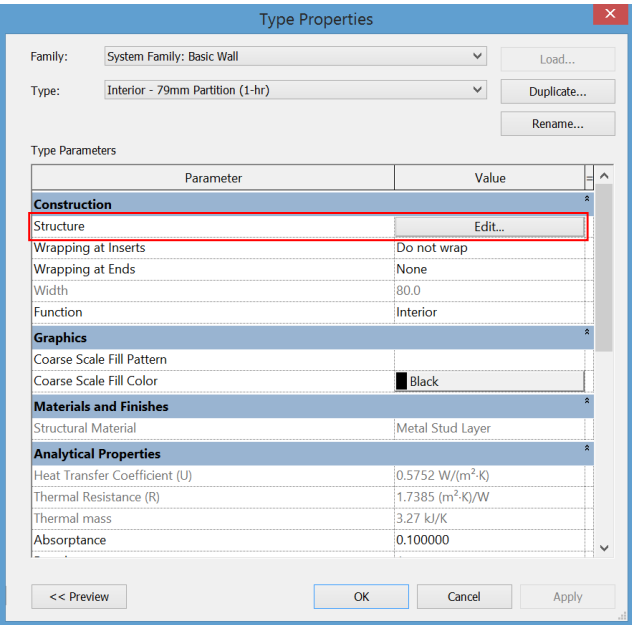 Type Properties
Family: System Family: Basic Wall Load...
Type: Interior - 79mm Partition (1-hr) Duplicate...
Rename...
Type Parameters
Parameter Value =
Construction
Structure Edit...
Wrapping at Inserts Do not wrap
Wrapping at Ends None
Width 80.0
Function Interior
Graphics
Coarse Scale Fill Pattern
Coarse Scale Fill Color Black
Materials and Finishes
Structural Material Metal Stud Layer
Analytical Properties
Heat Transfer Coefficient (U) 0.5752 W/(m²·K)
Thermal Resistance (R) 1.7385 (m²·K)/W
Thermal mass 3.27 kJ/K
Absorptance 0.100000
<< Preview OK Cancel Apply